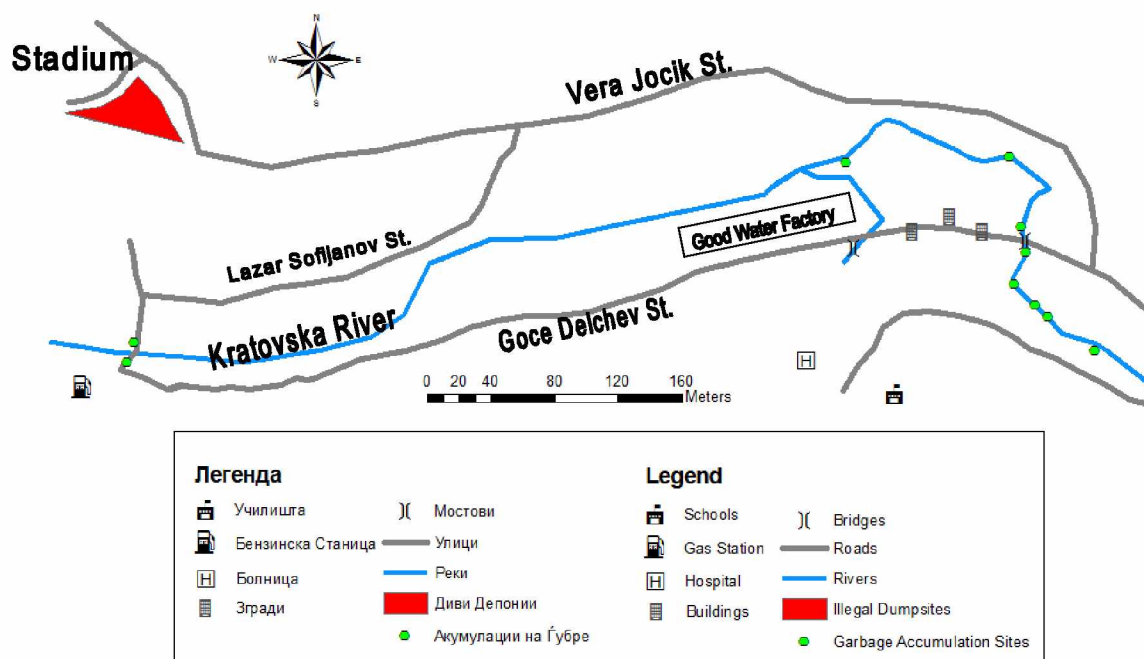 N
W E
S
Stadium
Vera Jocik St.
Good Water Factory
Lazar Sofijanov St.
Kratovska River
Goce Delchev St.
H
0 20 40 80 120 160
Meters
Легенда
Училишта
Бензинска Станица
H Болница
Згради
Мостови
Улици
Реки
Диви Депонии
Акумулации на Ѓубре
Legend
Schools
Gas Station
H Hospital
Buildings
Bridges
Roads
Rivers
Illegal Dumpsites
Garbage Accumulation Sites